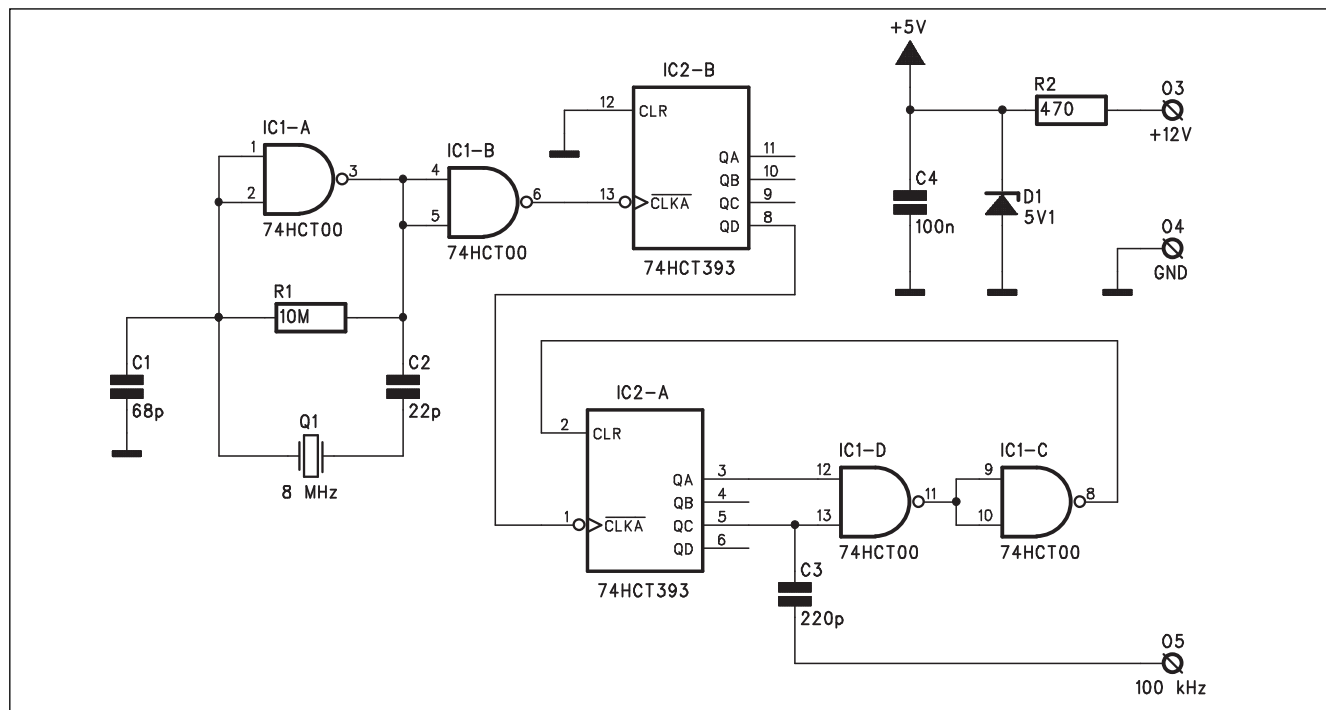 IC1-A
1
2
3
74HCT00
IC1-B
4
5
6
74HCT00
IC2-B
12
CLR
13
CLKA
QA
11
QB
10
QC
9
QD
8
74HCT393
R1
10M
C1
68p
C2
22p
Q1
8 MHz
+5V
R2
470
O3
+12V
C4
100n
D1
5V1
O4
GND
IC2-A
2
CLR
1
CLKA
QA
3
QB
4
QC
5
QD
6
74HCT393
IC1-D
12
13
11
74HCT00
IC1-C
9
10
8
74HCT00
C3
220p
O5
100 kHz